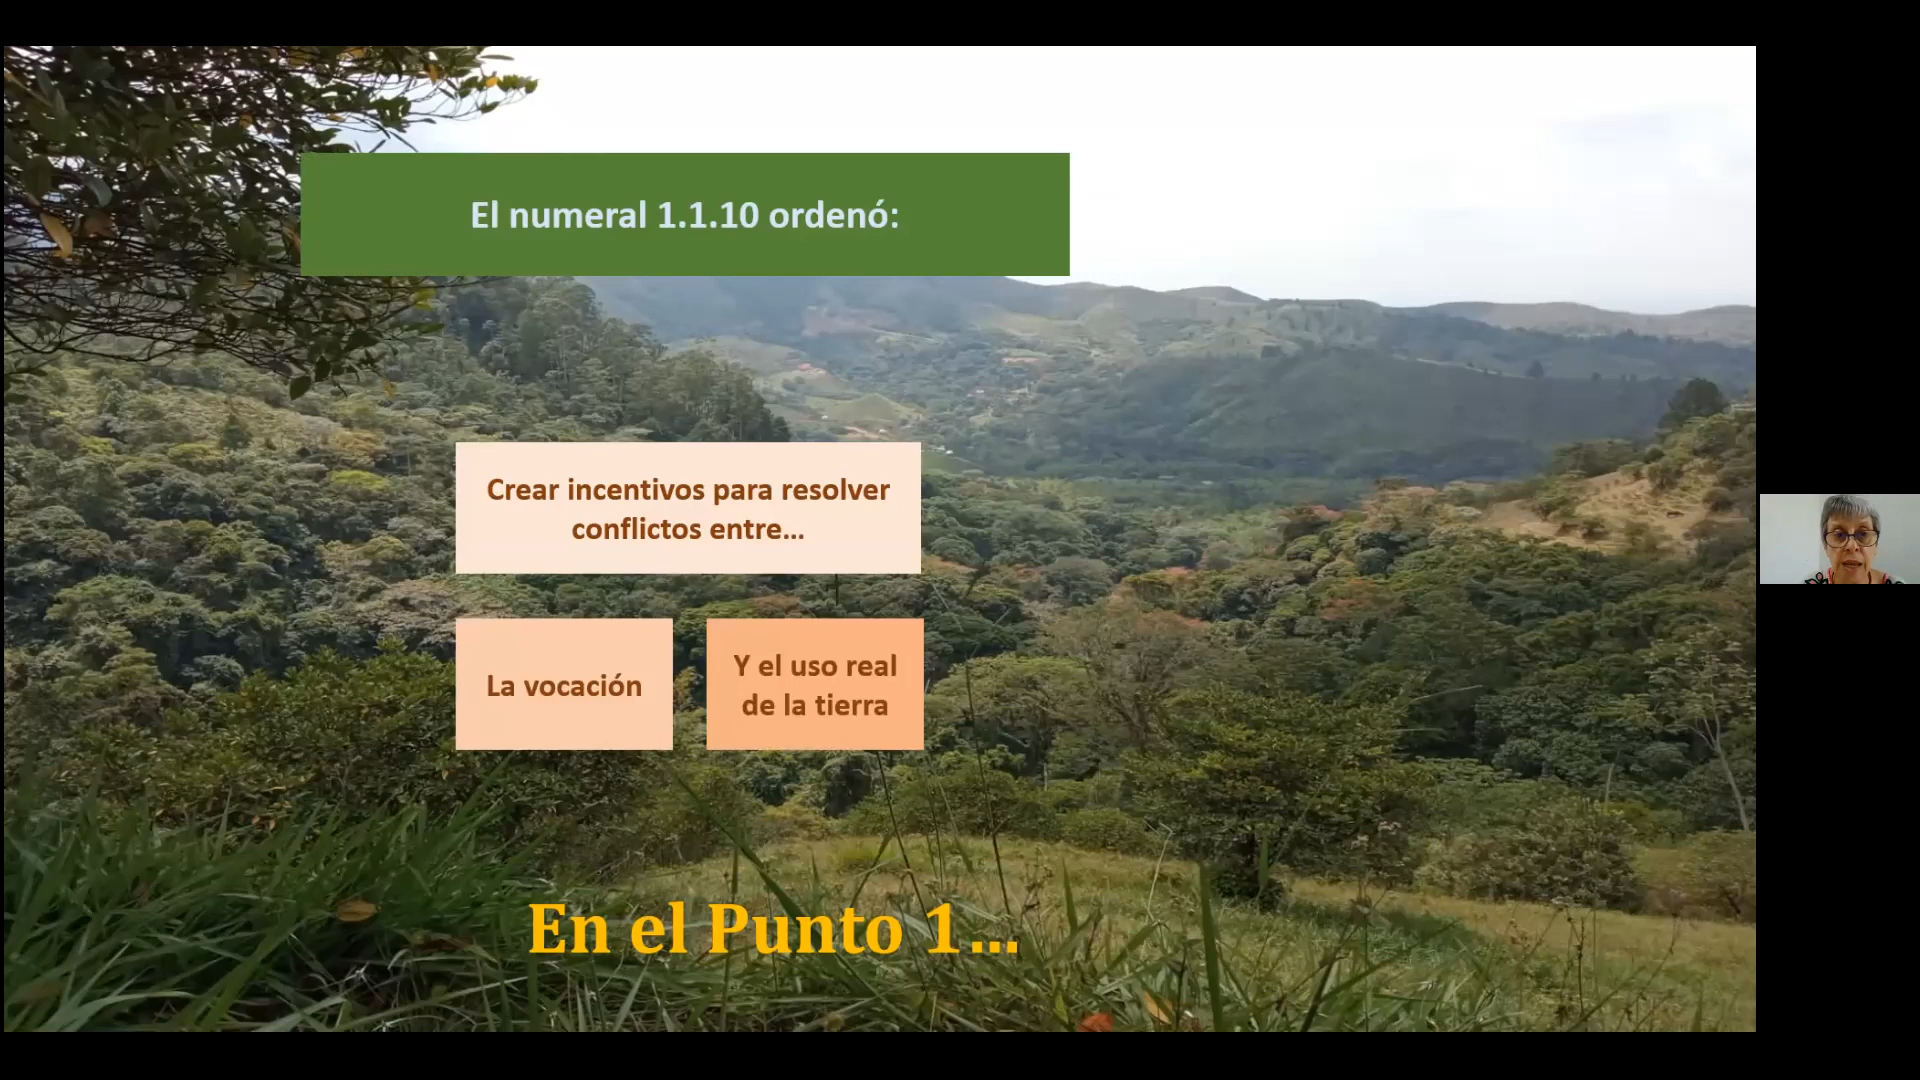 El numeral 1.1.10 ordenó:
Crear incentivos para resolver
conflictos entre...
La vocación
Y el uso real
de la tierra
En el Punto 1...